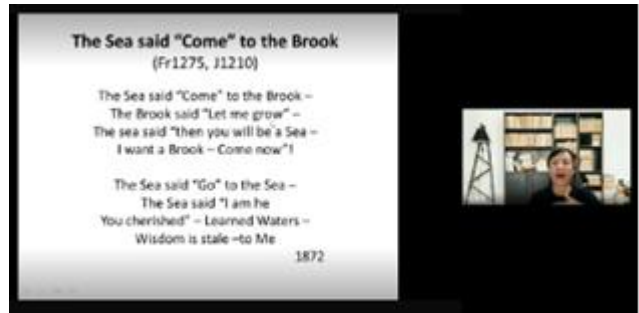 The Sea said "Come" to the Brook
(Fr1275, J1210)
The Sea said "Come" to the Brook –
The Brook said "Let me grow" –
The sea said "then you will be a Sea –
I want a Brook – Come now"!
The Sea said "Go" to the Sea –
The Sea said "I am he
You cherished" – Learned Waters –
Wisdom is stale –to Me
1872